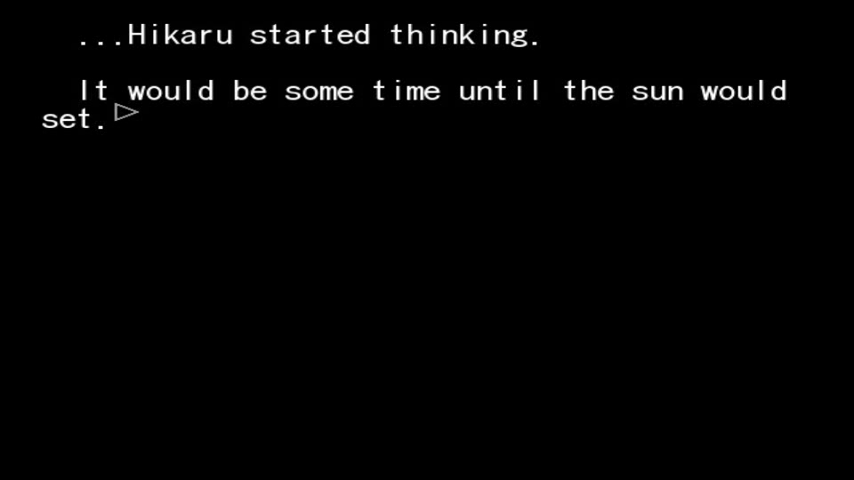 ...Hikaru started thinking.
It would be some time until the sun would
set.